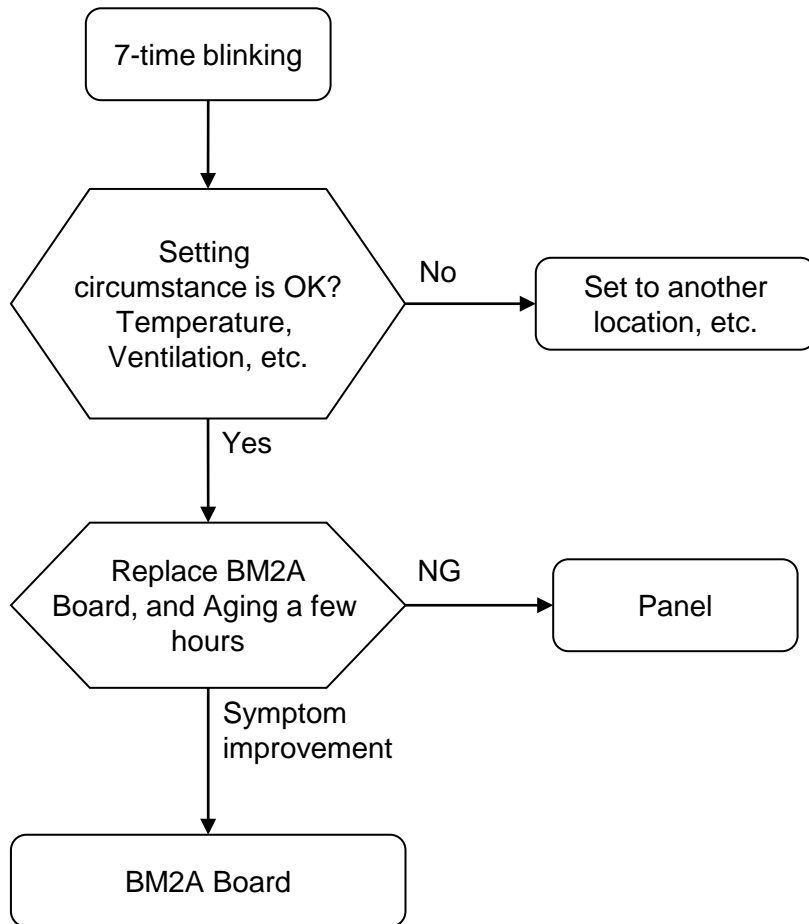 7-time blinking
Setting
circumstance is OK?
Temperature,
Ventilation, etc.
No
Set to another
location, etc.
Yes
Replace BM2A
Board, and Aging a few
hours
NG
Panel
Symptom
improvement
BM2A Board